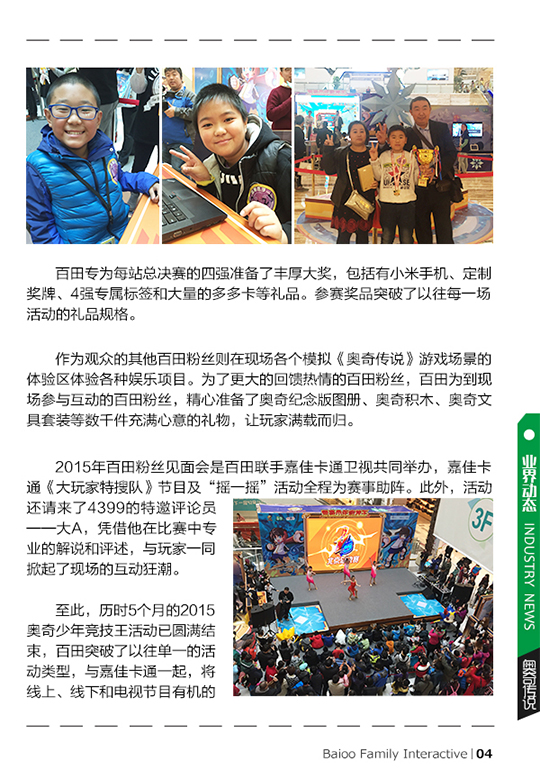 百田专为每站总决赛的四强准备了丰厚大奖，包括有小米手机、定制
奖牌、4强专属标签和大量的多多卡等礼品。参赛奖品突破了以往每一场
活动的礼品规格。
作为观众的其他百田粉丝则在现场各个模拟《奥奇传说》游戏场景的
体验区体验各种娱乐项目。为了更大的回馈热情的百田粉丝，百田为到现
场参与互动的百田粉丝，精心准备了奥奇纪念版图册、奥奇积木、奥奇文
具套装等数千件充满心意的礼物，让玩家满载而归。
2015年百田粉丝见面会是百田联手嘉佳卡通卫视共同举办，嘉佳卡
通《大玩家特搜队》节目及“摇一摇”活动全程为赛事助阵。此外，活动
还请来了4399的特邀评论员
——大A，凭借他在比赛中专
业的解说和评述，与玩家一同
掀起了现场的互动狂潮。
至此，历时5个月的2015
奥奇少年竞技王活动已圆满结
束，百田突破了以往单一的活
动类型，与嘉佳卡通一起，将
线上、线下和电视节目有机的
3F
业界动态 INDUSTRY NEWS
奥奇传说
Baioo Family Interactive | 04